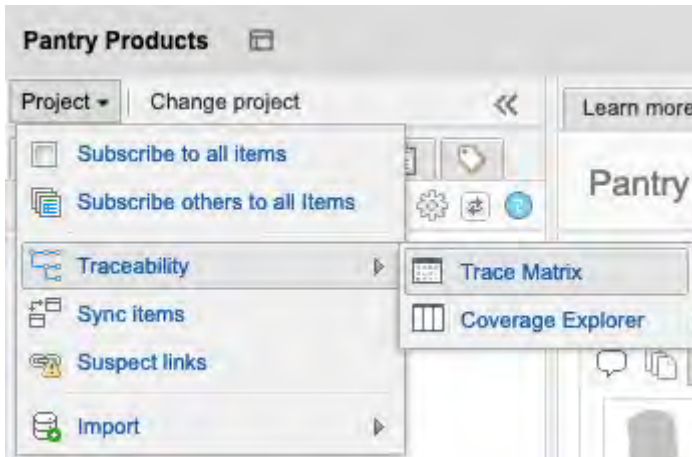 Pantry Products
Project Change project
Learn more
Subscribe to all items
Subscribe others to all Items
Pantry
Traceability
Trace Matrix
Sync items
Coverage Explorer
Suspect links
Import